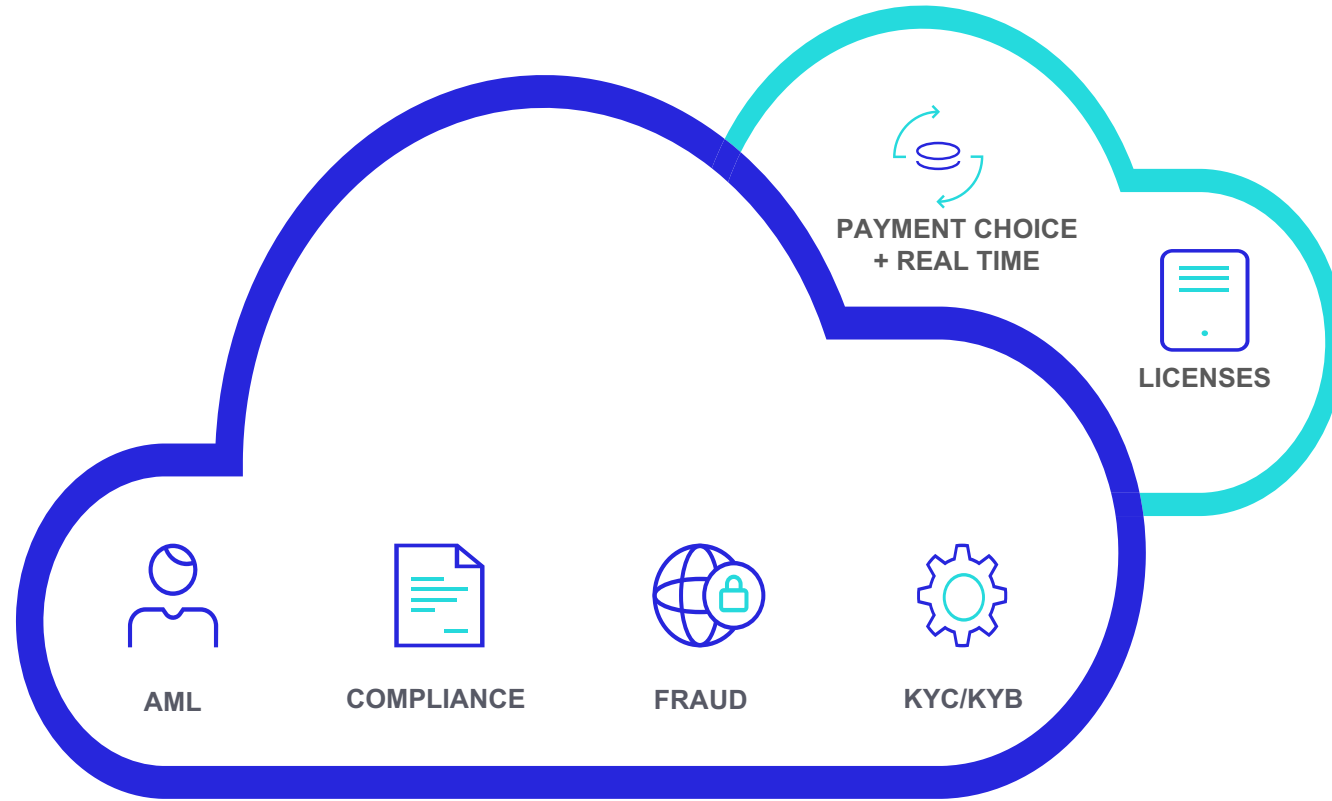 PAYMENT CHOICE
+ REAL TIME
LICENSES
AML
COMPLIANCE
FRAUD
KYC/KYB